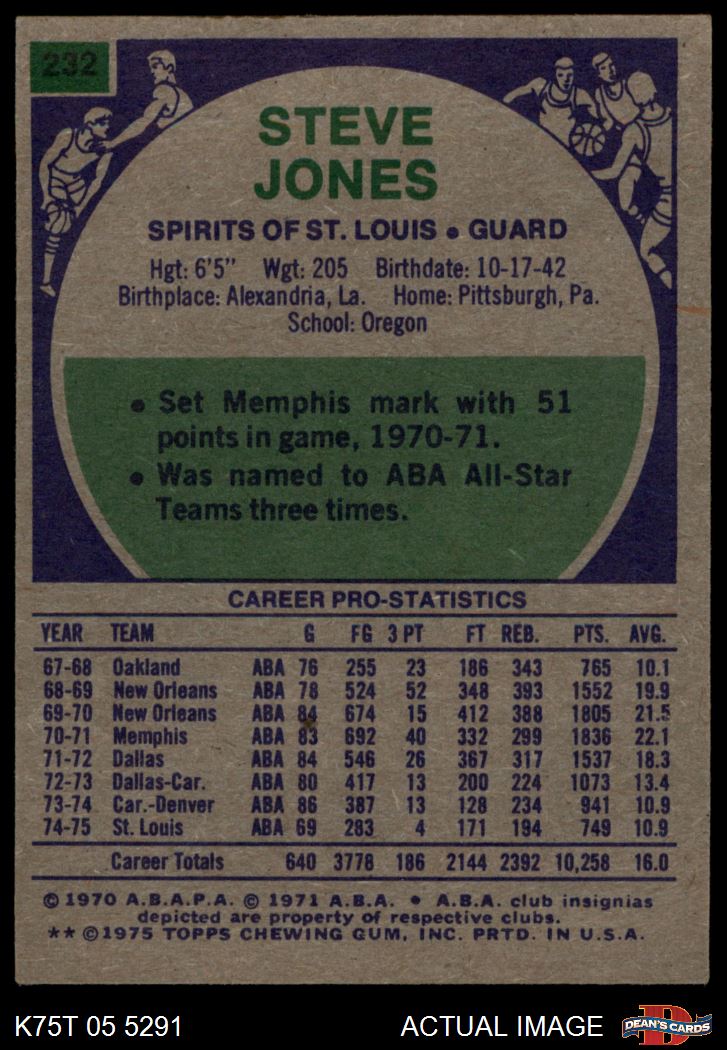 232
STEVE
JONES
SPIRITS OF ST. LOUIS • GUARD
Hgt: 6'5" Wgt: 205 Birthdate: 10-17-42
Birthplace: Alexandria, La. Home: Pittsburgh, Pa.
School: Oregon
• Set Memphis mark with 51
points in game, 1970-71.
• Was named to ABA All-Star
Teams three times.
CAREER PRO-STATISTICS
YEAR TEAM G FG 3 PT FT REB. PTS. AVG.
67-68 Oakland ABA 76 255 23 186 343 765 10.1
68-69 New Orleans ABA 78 524 52 348 393 1552 19.9
69-70 New Orleans ABA 84 674 15 412 388 1805 21.5
70-71 Memphis ABA 83 692 40 332 299 1836 22.1
71-72 Dallas ABA 84 546 26 367 317 1537 18.3
72-73 Dallas-Car. ABA 80 417 13 200 224 1073 13.4
73-74 Car.-Denver ABA 86 387 13 128 234 941 10.9
74-75 St. Louis ABA 69 283 4 171 194 749 10.9
Career Totals 640 3778 186 2144 2392 10,258 16.0
© 1970 A.B.A.P.A. © 1971 A.B.A. • A.B.A. club insignias
depicted are property of respective clubs.
** © 1975 TOPPS CHEWING GUM, INC. PRTD. IN U.S.A.
K75T 05 5291 ACTUAL IMAGE D DEAN'S CARDS